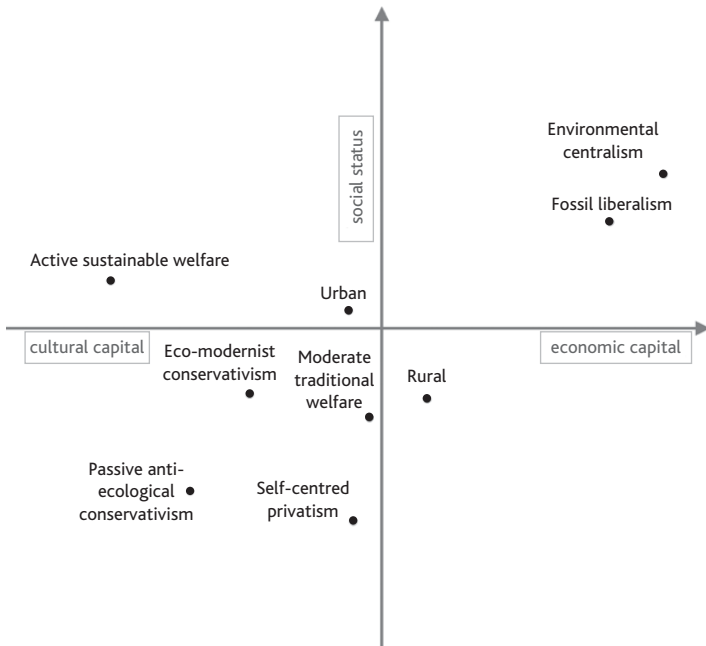 social status
Environmental
centralism
Fossil liberalism
Active sustainable welfare
Urban
cultural capital
economic capital
Eco-modernist
conservativism
Moderate
traditional
welfare
Rural
Passive anti-
ecological
conservativism
Self-centred
privatism